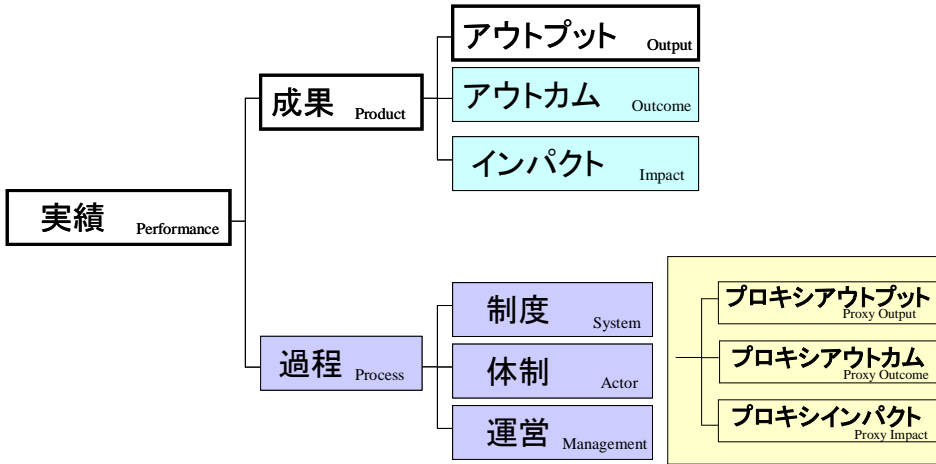 アウトプット Output
成果 Product
アウトカム Outcome
インパクト Impact
実績 Performance
制度 System
過程 Process
体制 Actor
運営 Management
プロキシアウトプット
Proxy Output
プロキシアウトカム
Proxy Outcome
プロキシインパクト
Proxy Impact